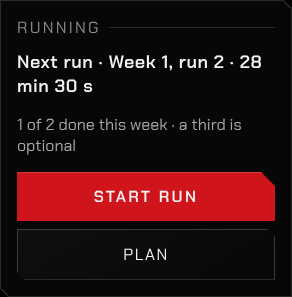 RUNNING
Next run · Week 1, run 2 · 28
min 30 s
1 of 2 done this week · a third is
optional
START RUN
PLAN